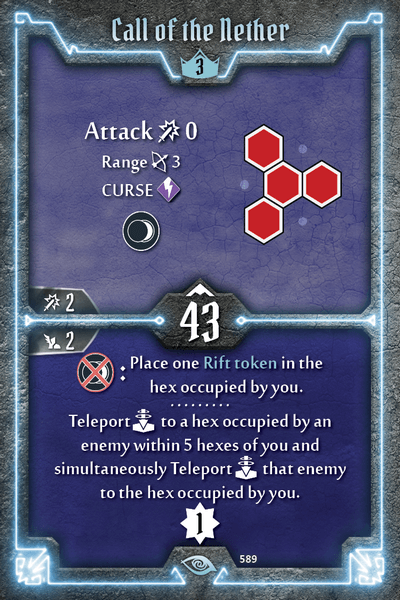 Call of the Nether
3
Attack 0
Range 3
CURSE
2
43
2
: Place one Rift token in the
hex occupied by you.
Teleport to a hex occupied by an
enemy within 5 hexes of you and
simultaneously Teleport that enemy
to the hex occupied by you.
1
589